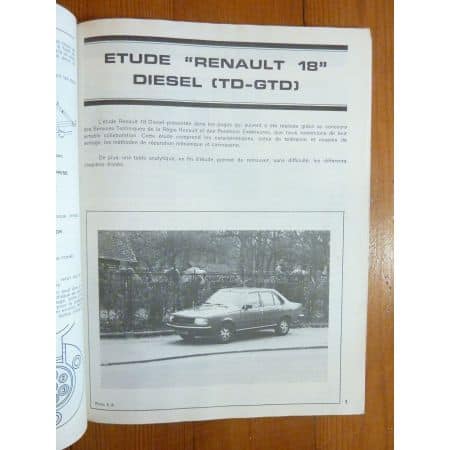 ETUDE "RENAULT 18"
DIESEL (TD-GTD)
L'étude Renault 18 Diesel présentée dans les pages qui suivent a été réalisée grâce au concours
des Services Techniques de la Régie Renault et des Relations Extérieures, que nous remercions de leur
aimable collaboration. Cette étude comprend les caractéristiques, cotes de tolérance et couples de
serrage, les méthodes de réparation mécanique et carrosserie.
De plus, une table analytique, en fin d'étude, permet de retrouver, sans difficulté, les différents
chapitres traités.
1